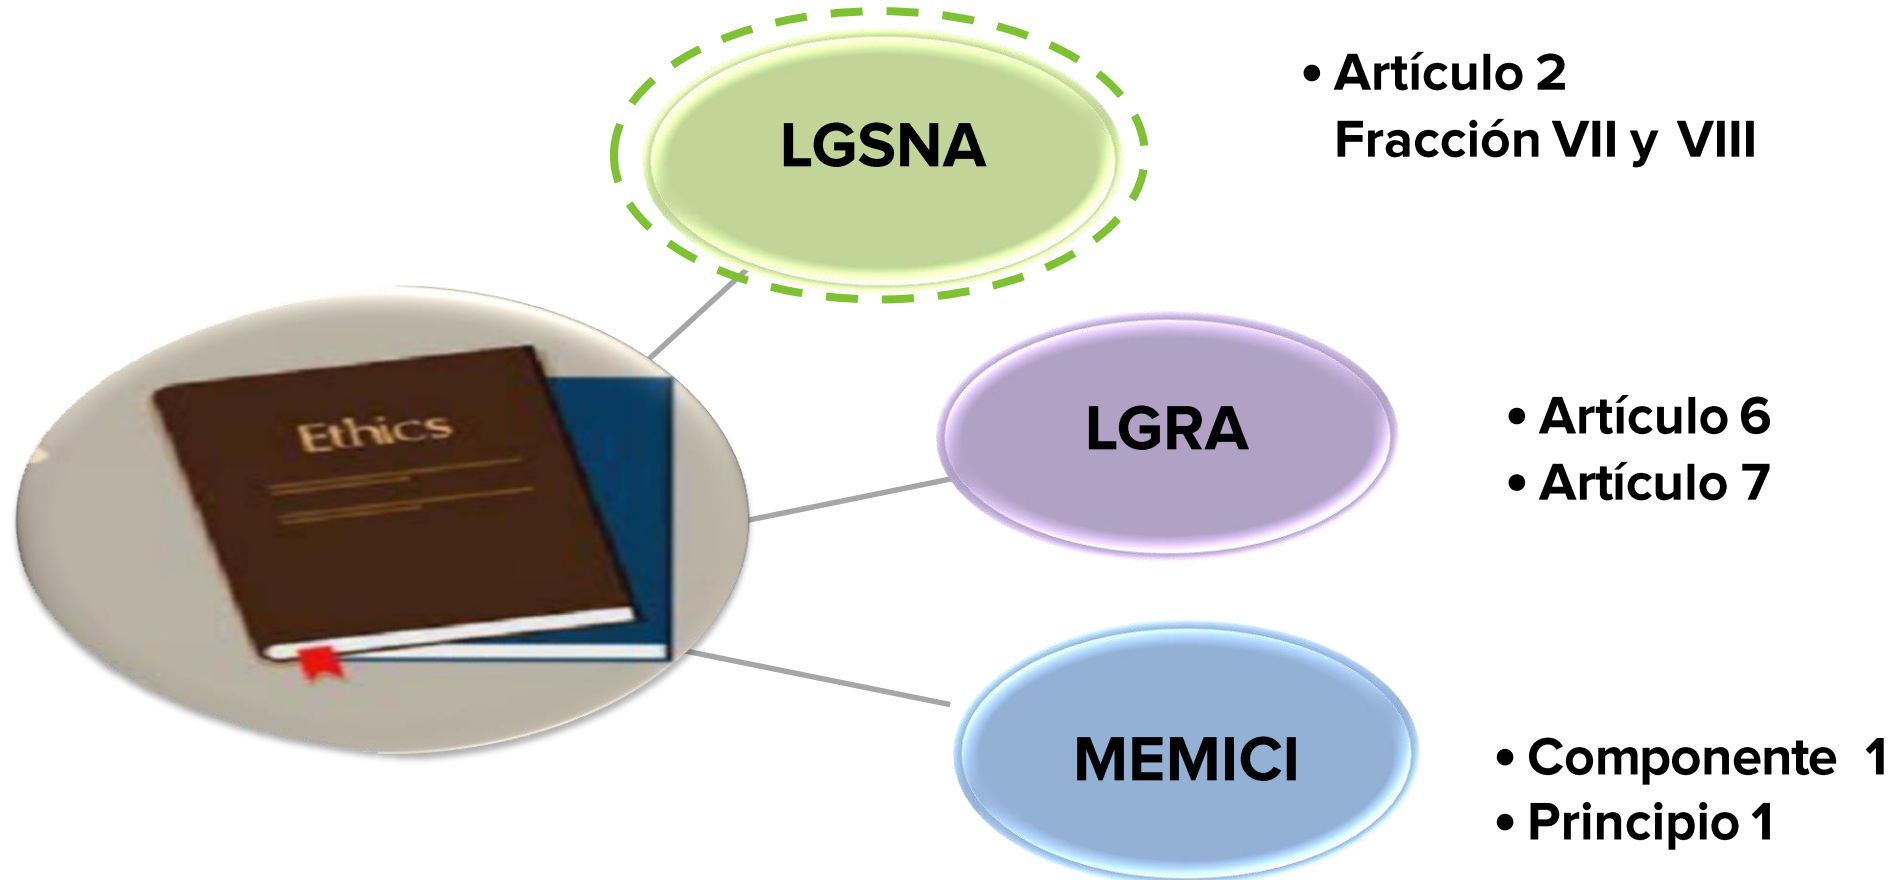 LGSNA
• Artículo 2
Fracción VII y VIII
Ethics
LGRA
• Artículo 6
• Artículo 7
MEMICI
• Componente 1
• Principio 1